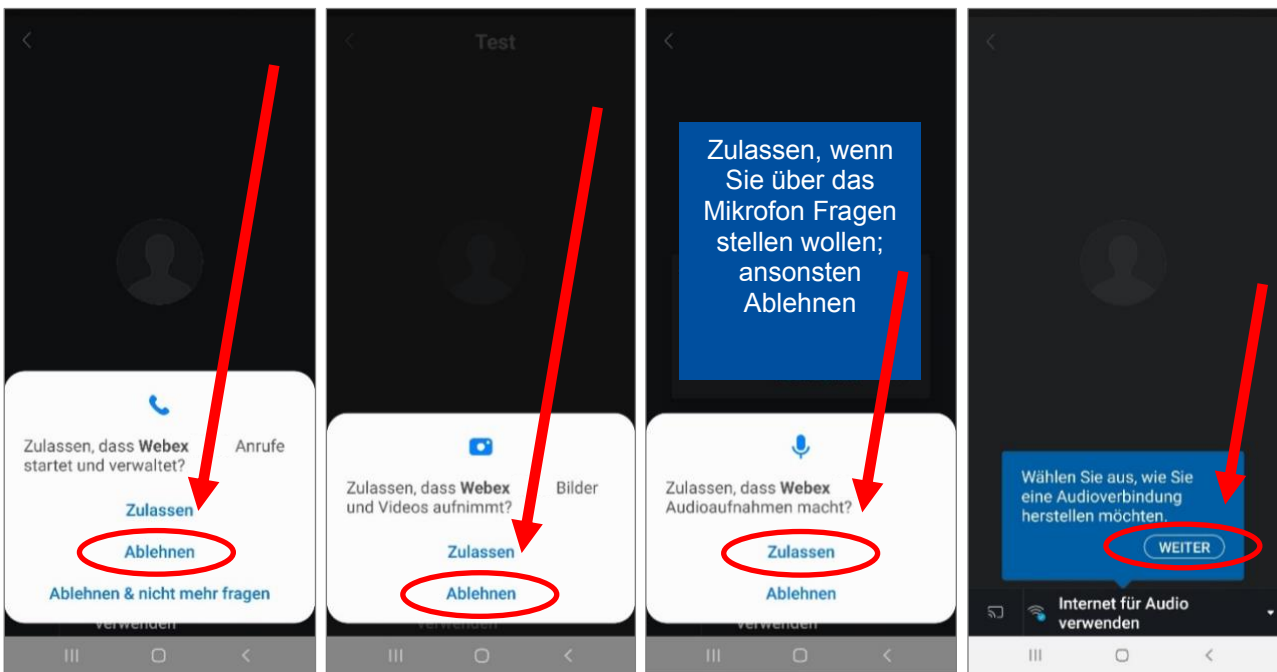 Zulassen, dass Webex Anrufe
startet und verwaltet?
Zulassen
Ablehnen
Ablehnen & nicht mehr fragen
verwenden
Test
Zulassen, dass Webex Bilder
und Videos aufnimmt?
Zulassen
Ablehnen
verwenden
Zulassen, wenn
Sie über das
Mikrofon Fragen
stellen wollen;
ansonsten
Ablehnen
Zulassen, dass Webex
Audioaufnahmen macht?
Zulassen
Ablehnen
verwenden
Wählen Sie aus, wie Sie
eine Audioverbindung
herstellen möchten.
WEITER
Internet für Audio
verwenden